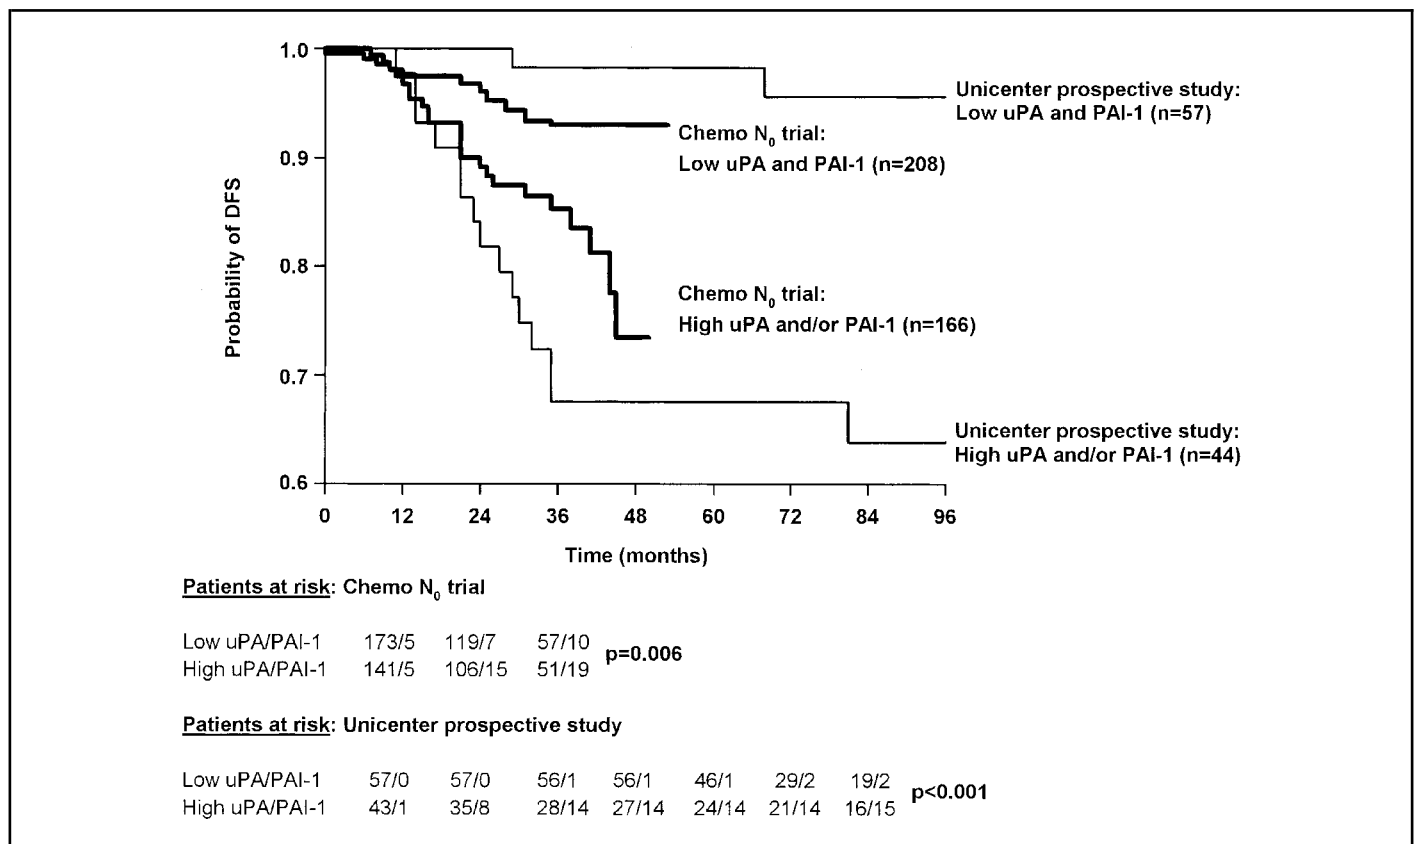 1.0
0.9
0.8
0.7
0.6
Probability of DFS
0 12 24 36 48 60 72 84 96
Time (months)
Unicenter prospective study:
Low uPA and PAI-1 (n=57)
Chemo N0 trial:
Low uPA and PAI-1 (n=208)
Chemo N0 trial:
High uPA and/or PAI-1 (n=166)
Unicenter prospective study:
High uPA and/or PAI-1 (n=44)
Patients at risk: Chemo N0 trial
Low uPA/PAI-1 173/5 119/7 57/10
p=0.006
High uPA/PAI-1 141/5 106/15 51/19
Patients at risk: Unicenter prospective study
Low uPA/PAI-1 57/0 57/0 56/1 56/1 46/1 29/2 19/2
p<0.001
High uPA/PAI-1 43/1 35/8 28/14 27/14 24/14 21/14 16/15